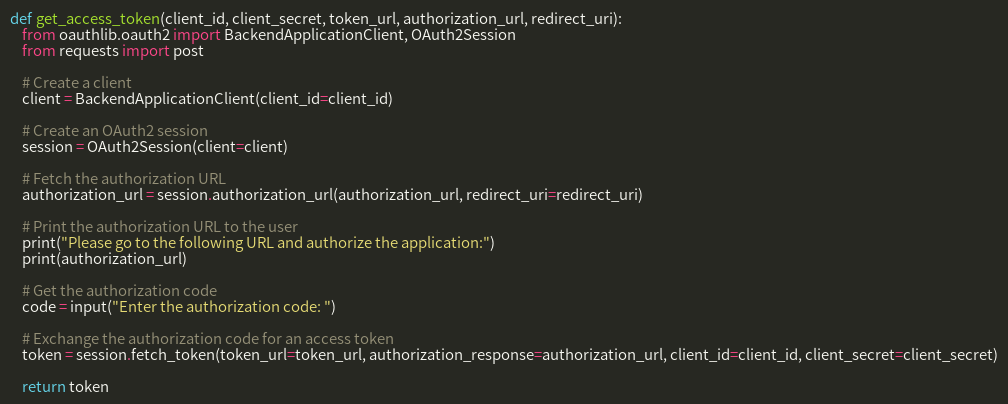 def get_access_token(client_id, client_secret, token_url, authorization_url, redirect_uri):
    from oauthlib.oauth2 import BackendApplicationClient, OAuth2Session
    from requests import post

    # Create a client
    client = BackendApplicationClient(client_id=client_id)

    # Create an OAuth2 session
    session = OAuth2Session(client=client)

    # Fetch the authorization URL
    authorization_url = session.authorization_url(authorization_url, redirect_uri=redirect_uri)

    # Print the authorization URL to the user
    print("Please go to the following URL and authorize the application:")
    print(authorization_url)

    # Get the authorization code
    code = input("Enter the authorization code: ")

    # Exchange the authorization code for an access token
    token = session.fetch_token(token_url=token_url, authorization_response=authorization_url, client_id=client_id, client_secret=client_secret)

    return token